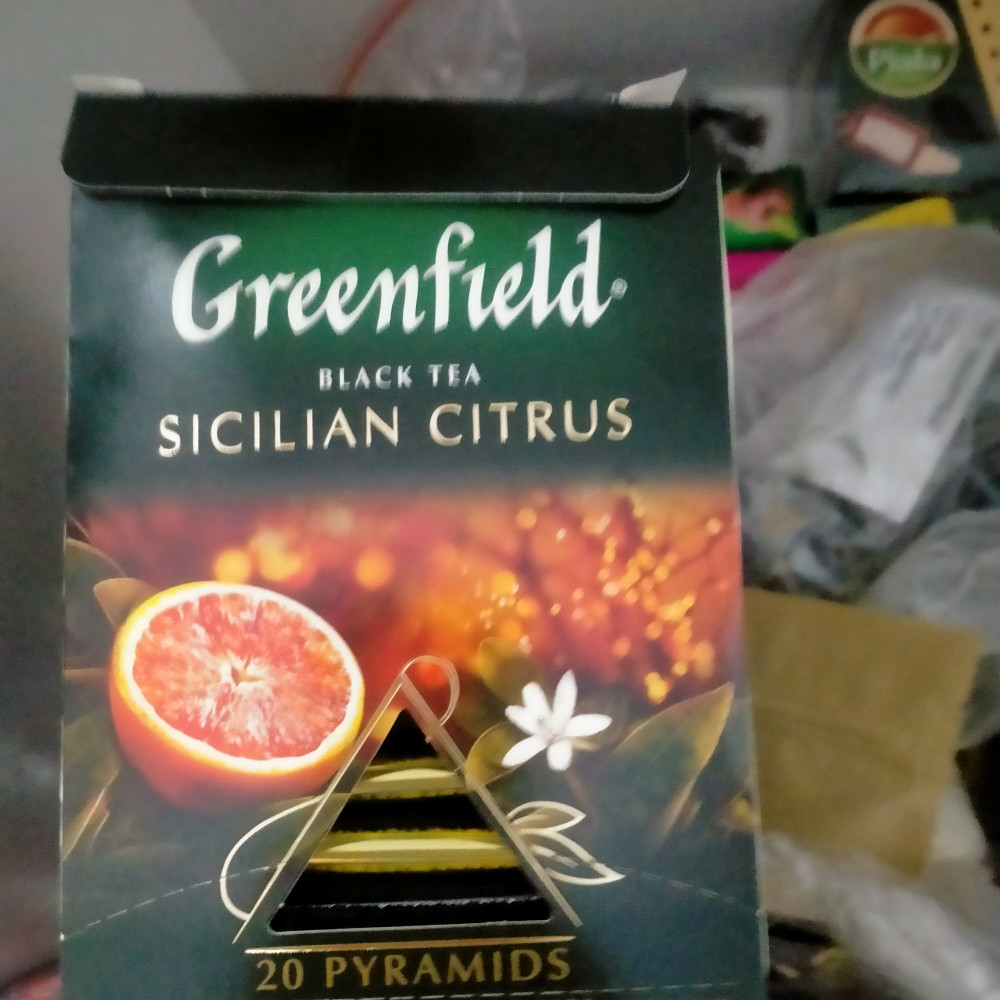 Greenfield®
BLACK TEA
SICILIAN CITRUS
20 PYRAMIDS